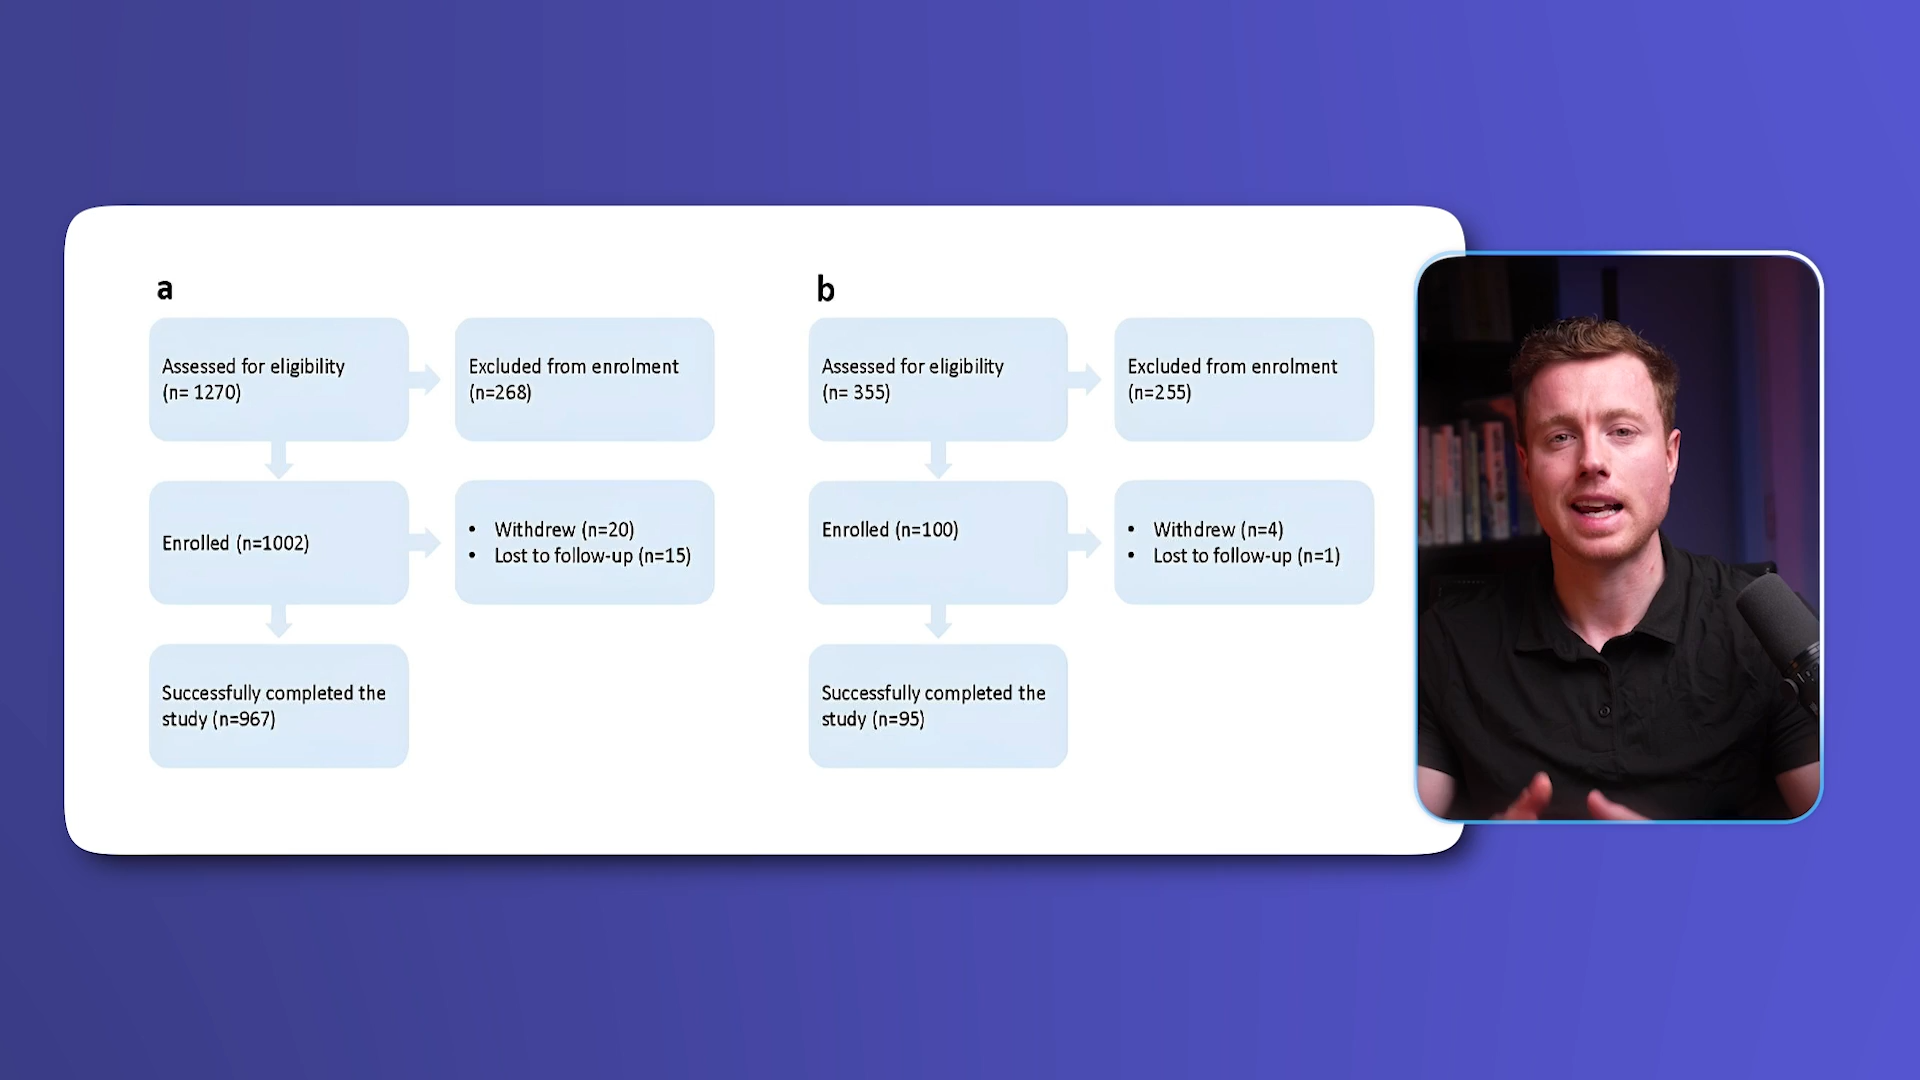 a
Assessed for eligibility
(n= 1270)
Excluded from enrolment
(n=268)
Enrolled (n=1002)
• Withdrew (n=20)
• Lost to follow-up (n=15)
Successfully completed the
study (n=967)
b
Assessed for eligibility
(n= 355)
Excluded from enrolment
(n=255)
Enrolled (n=100)
• Withdrew (n=4)
• Lost to follow-up (n=1)
Successfully completed the
study (n=95)